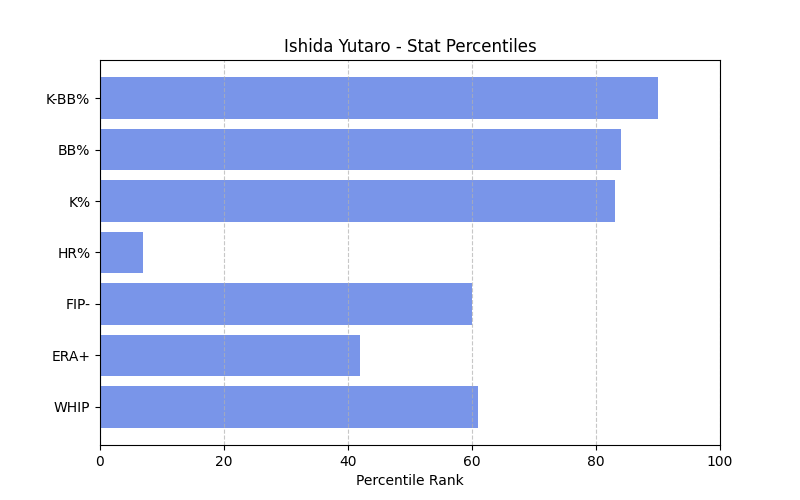 Ishida Yutaro - Stat Percentiles
K-BB%
BB%
K%
HR%
FIP-
ERA+
WHIP
0 20 40 60 80 100
Percentile Rank